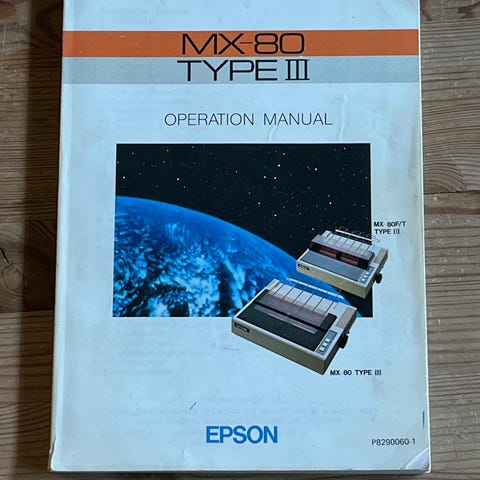 MX-80
TYPE III
OPERATION MANUAL
MX-80F/T
TYPE III
MX-80 TYPE III
EPSON
P8290060-1